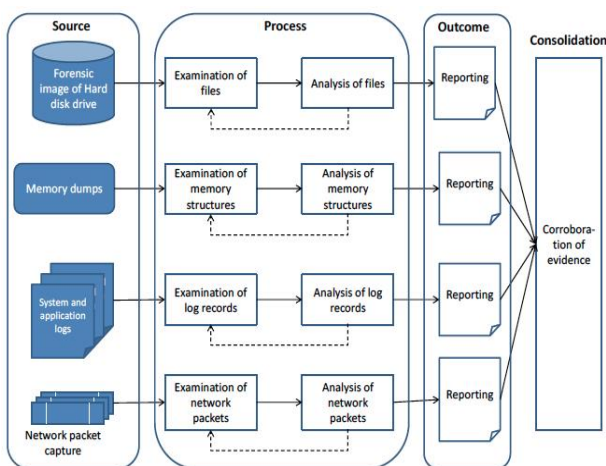 Source
Process
Outcome
Consolidation
Forensic
image of Hard
disk drive
Examination of
files
Analysis of files
Reporting
Memory dumps
Examination of
memory
structures
Analysis of
memory
structures
Reporting
System and
application
logs
Examination of
log records
Analysis of log
records
Reporting
Network packet
capture
Examination of
network
packets
Analysis of
network
packets
Reporting
Corrobora-
tion of
evidence